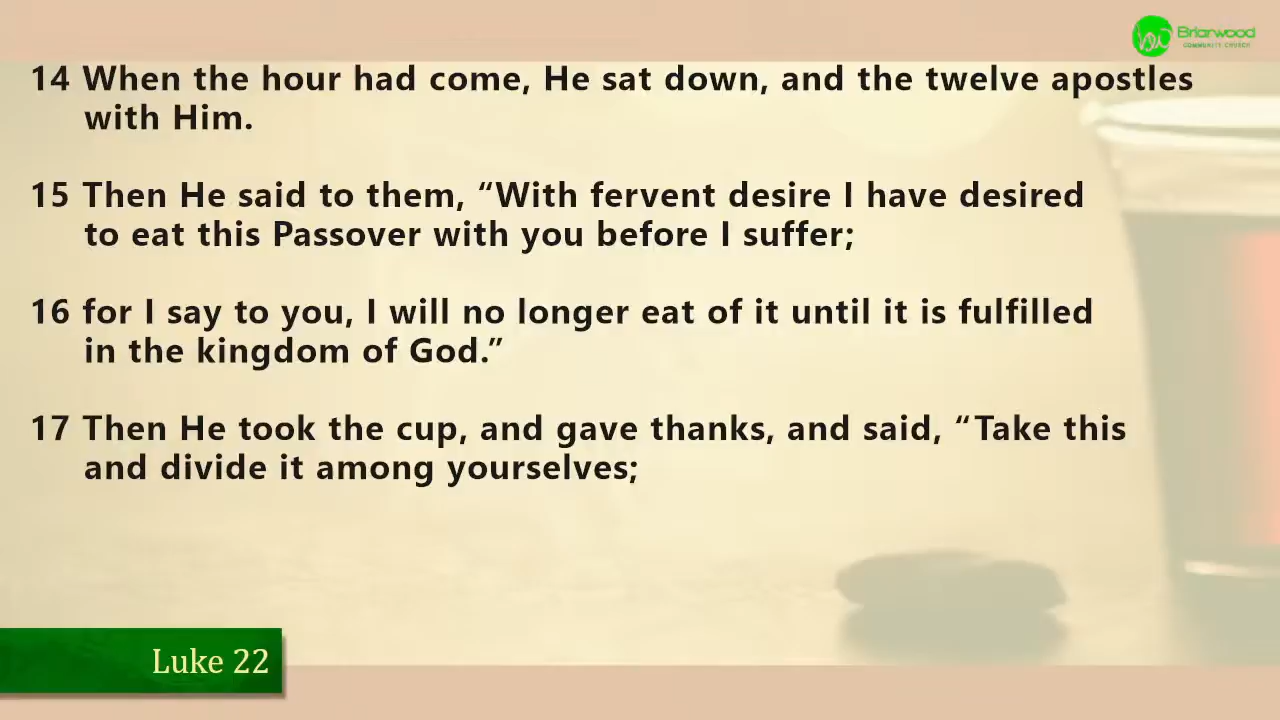 Briarwood
COMMUNITY CHURCH
14 When the hour had come, He sat down, and the twelve apostles
with Him.
15 Then He said to them, “With fervent desire I have desired
to eat this Passover with you before I suffer;
16 for I say to you, I will no longer eat of it until it is fulfilled
in the kingdom of God.”
17 Then He took the cup, and gave thanks, and said, “Take this
and divide it among yourselves;
Luke 22